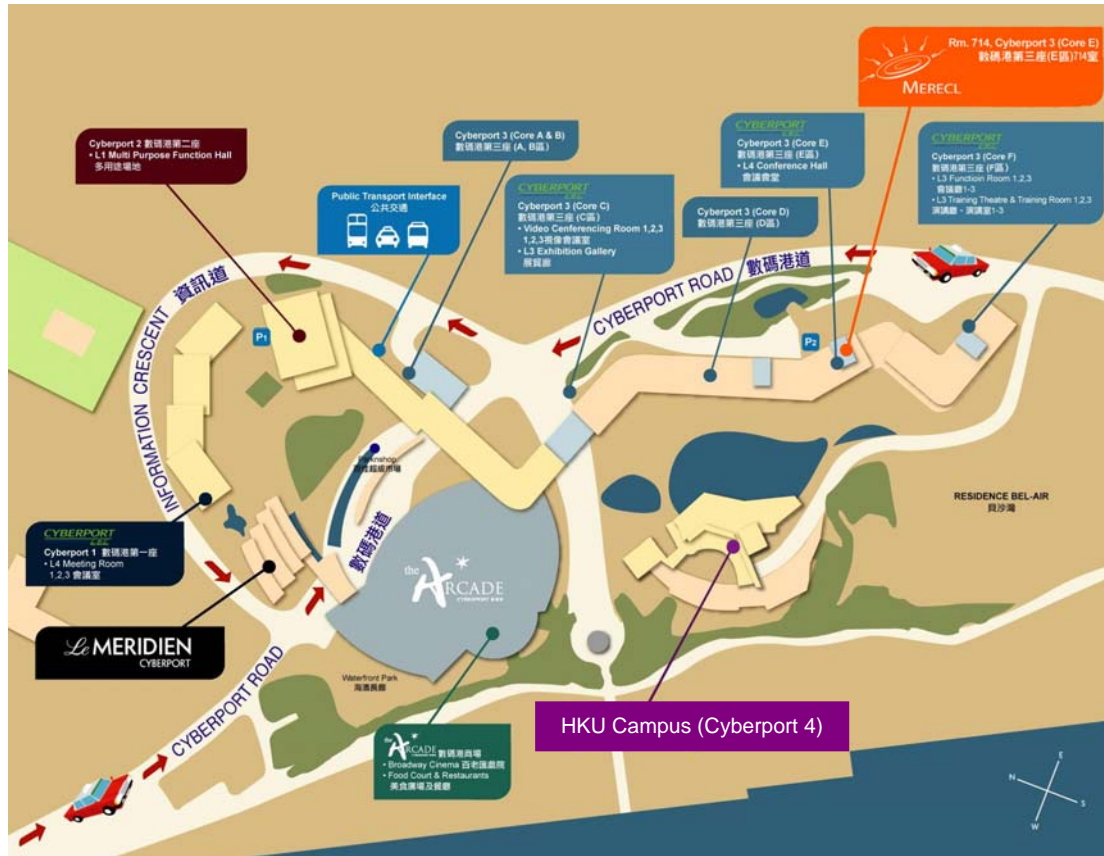 Rm. 714, Cyberport 3 (Core E)
數碼港第三座(E區)714室
MERECL
Cyberport 2 數碼港第二座
• L1 Multi Purpose Function Hall
多用途場地
Cyberport 3 (Core A & B)
數碼港第三座 (A, B區)
Public Transport Interface
公共交通
CYBERPORT
Cyberport 3 (Core C)
數碼港第三座 (C區)
• Video Cenferencing Room 1,2,3
1,2,3視像會議室
• L3 Exhibition Gallery
展貿廊
Cyberport 3 (Core D)
數碼港第三座 (D區)
CYBERPORT
Cyberport 3 (Core E)
數碼港第三座 (E區)
• L4 Conference Hall
會議會堂
CYBERPORT
Cyberport 3 (Core F)
數碼港第三座 (F區)
• L3 Function Room 1,2,3
會議廳1-3
• L3 Training Theatre & Training Room 1,2,3
演講廳、演講室1-3
INFORMATION CRESCENT 資訊道
CYBERPORT ROAD 數碼港道
P1
P2
數碼港道
RESIDENCE BEL-AIR
貝沙灣
CYBERPORT
Cyberport 1 數碼港第一座
• L4 Meeting Room
1,2,3 會議室
the ARCADE
Le MERIDIEN
CYBERPORT
Waterfront Park
海濱長廊
CYBERPORT ROAD
HKU Campus (Cyberport 4)
the ARCADE 數碼港商場
• Broadway Cinema 百老匯戲院
• Food Court & Restaurants
美食廣場及餐廳
N
E
S
W